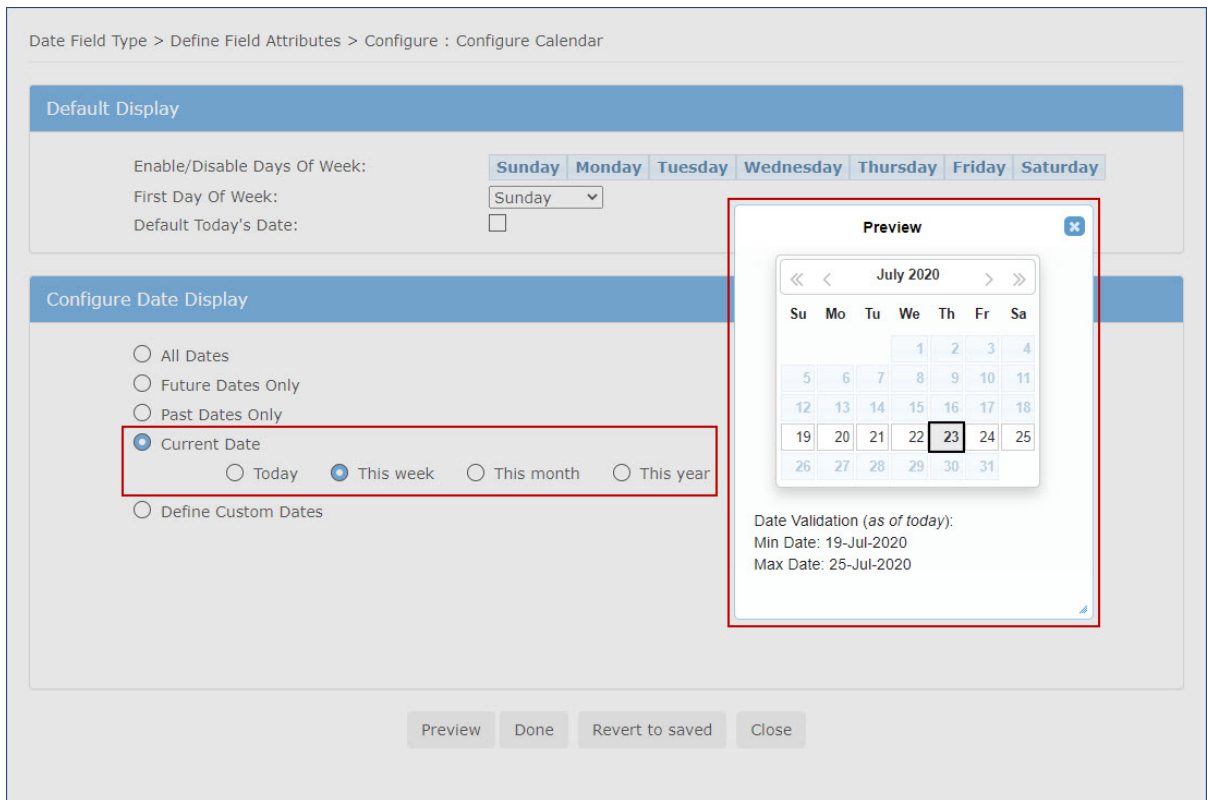 Date Field Type > Define Field Attributes > Configure : Configure Calendar
Default Display
Enable/Disable Days Of Week: Sunday Monday Tuesday Wednesday Thursday Friday Saturday
First Day Of Week: Sunday
Default Today's Date:
Configure Date Display
All Dates
Future Dates Only
Past Dates Only
Current Date
Today This week This month This year
Define Custom Dates
Preview
July 2020
Su Mo Tu We Th Fr Sa
1 2 3 4
5 6 7 8 9 10 11
12 13 14 15 16 17 18
19 20 21 22 23 24 25
26 27 28 29 30 31
Date Validation (as of today):
Min Date: 19-Jul-2020
Max Date: 25-Jul-2020
Preview Done Revert to saved Close